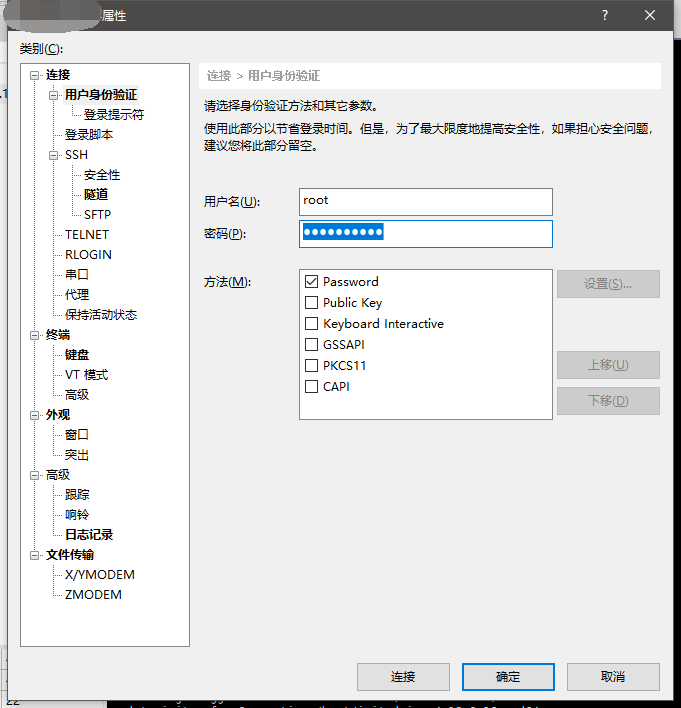 属性
类别(C):
连接
用户身份验证
登录提示符
登录脚本
SSH
安全性
隧道
SFTP
TELNET
RLOGIN
串口
代理
保持活动状态
终端
键盘
VT 模式
高级
外观
窗口
突出
高级
跟踪
响铃
日志记录
文件传输
X/YMODEM
ZMODEM
连接 > 用户身份验证
请选择身份验证方法和其它参数。
使用此部分以节省登录时间。但是，为了最大限度地提高安全性，如果担心安全问题，
建议您将此部分留空。
用户名(U):
root
密码(P):
方法(M):
Password
Public Key
Keyboard Interactive
GSSAPI
PKCS11
CAPI
设置(S)...
上移(U)
下移(D)
连接
确定
取消
22